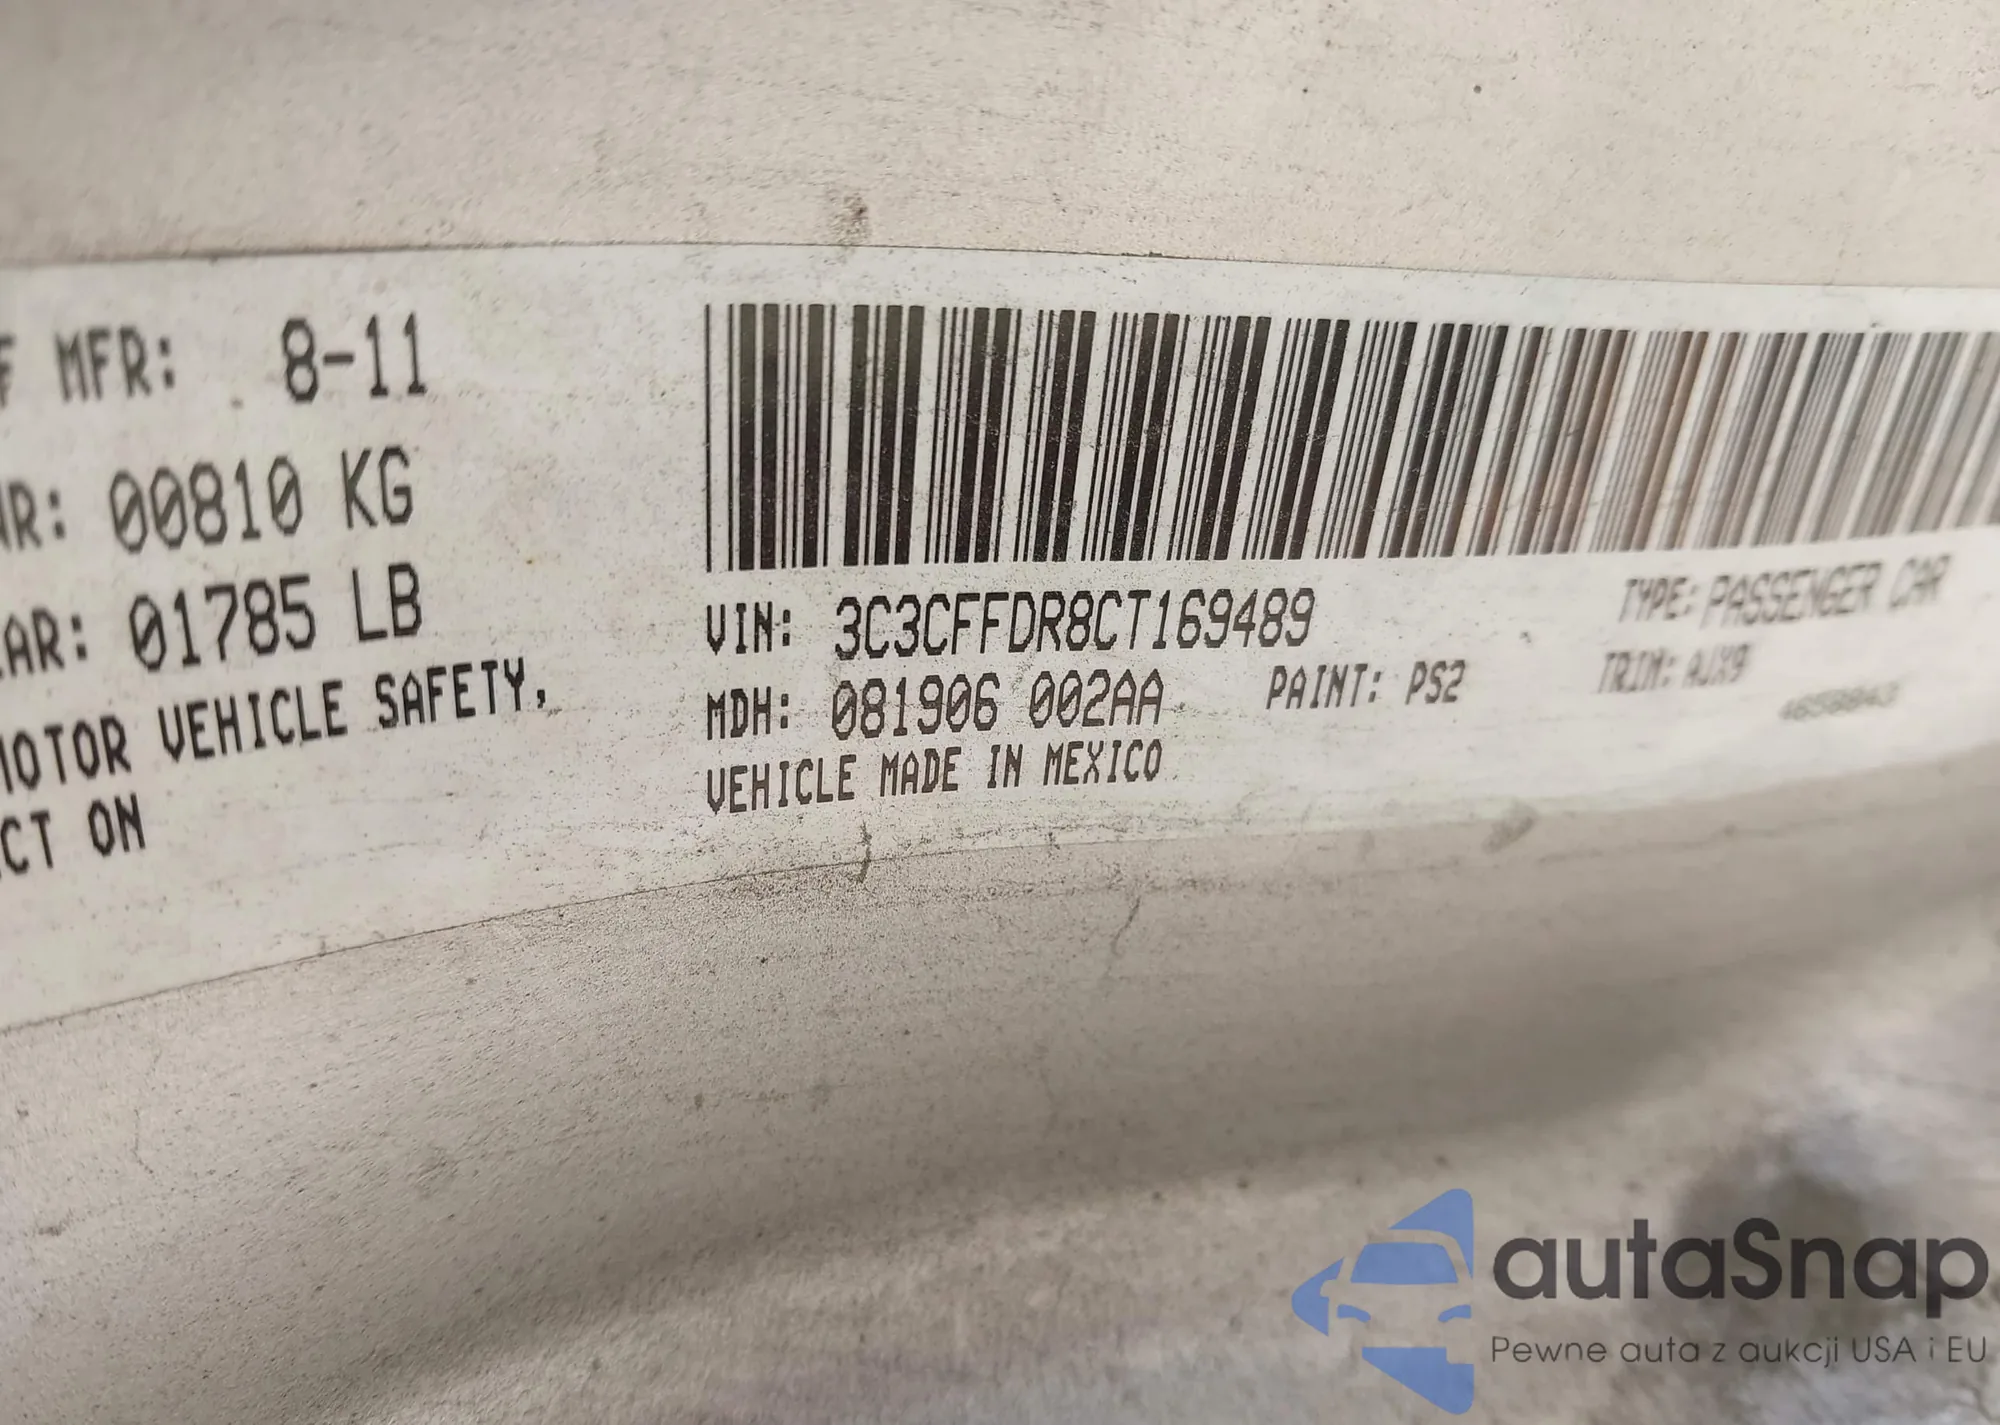 F MFR: 8-11
00810 KG
01785 LB
MOTOR VEHICLE SAFETY,
CT ON
VIN: 3C3CFFDR8CT169489
TYPE: PASSENGER CAR
MDH: 081906 002AA
PAINT: PS2
TRIM: AJX9
VEHICLE MADE IN MEXICO
autaSnap
Pewne auta z aukcji USA i EU